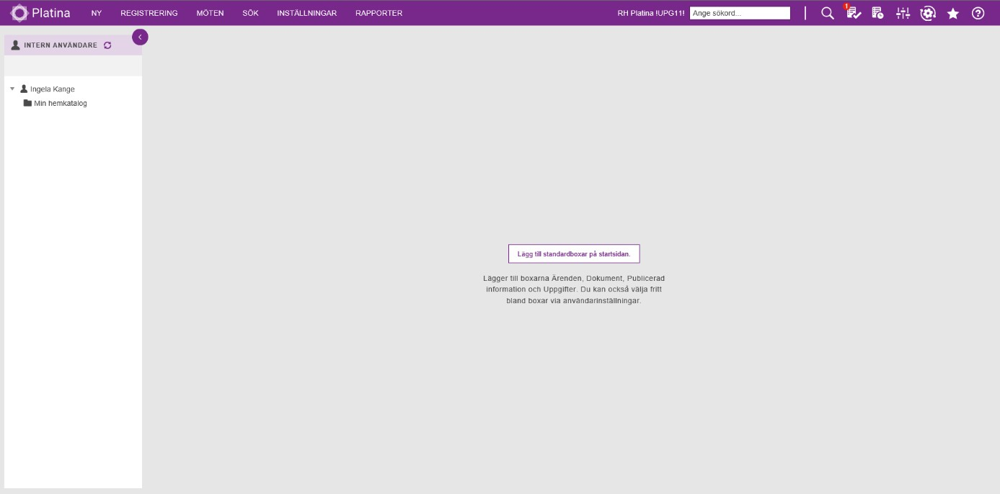 Platina NY REGISTRERING MÖTEN SÖK INSTÄLLNINGAR RAPPORTER RH Platina !UPG11! Ange sökord... 1
INTERN ANVÄNDARE
Ingela Kange
Min hemkatalog
Lägg till standardboxar på startsidan.
Lägger till boxarna Ärenden, Dokument, Publicerad
information och Uppgifter. Du kan också välja fritt
bland boxar via användarinställningar.